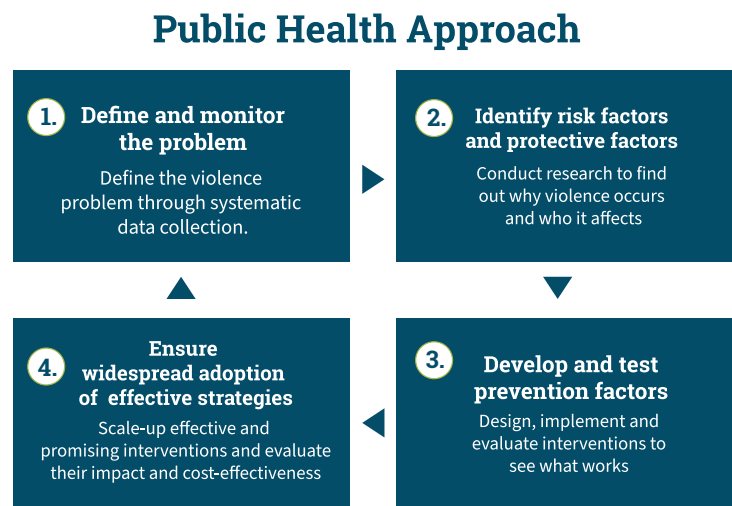 Public Health Approach
1. Define and monitor
the problem
Define the violence
problem through systematic
data collection.
2. Identify risk factors
and protective factors
Conduct research to find
out why violence occurs
and who it affects
3. Develop and test
prevention factors
Design, implement and
evaluate interventions to
see what works
4. Ensure
widespread adoption
of effective strategies
Scale-up effective and
promising interventions and evaluate
their impact and cost-effectiveness